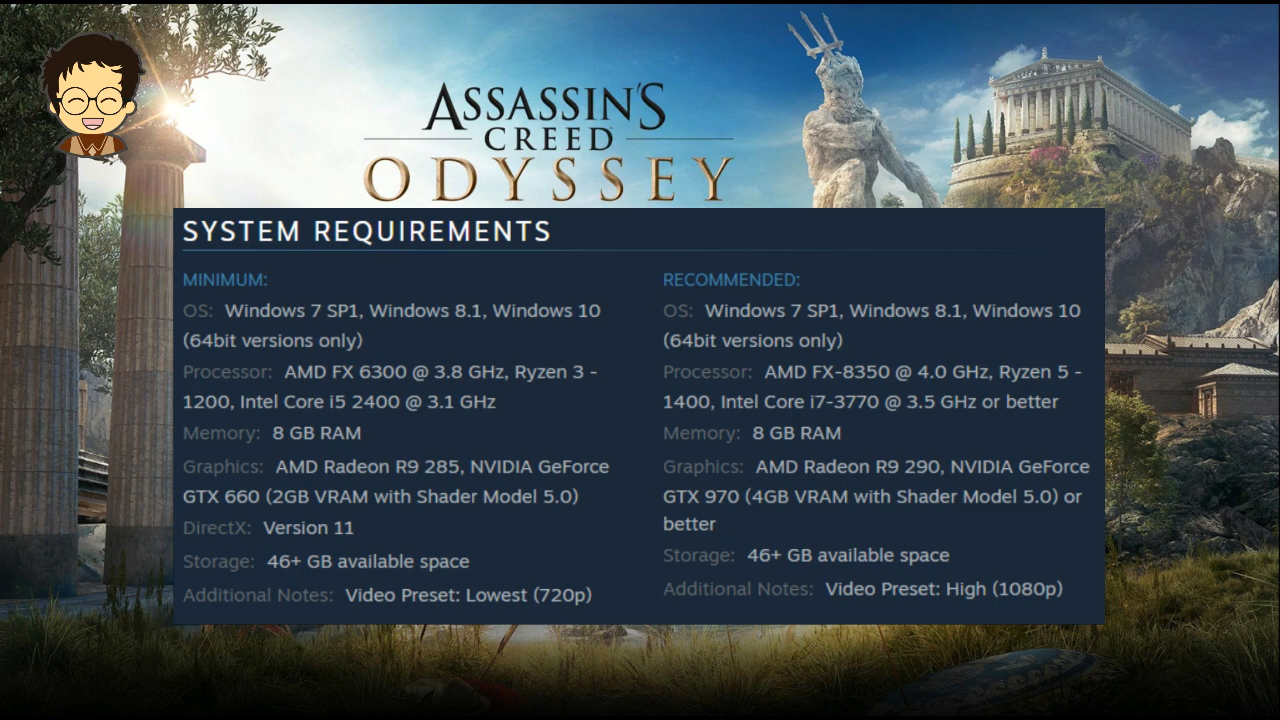 ASSASSIN'S
CREED
ODYSSEY
SYSTEM REQUIREMENTS
MINIMUM:
OS: Windows 7 SP1, Windows 8.1, Windows 10
(64bit versions only)
Processor: AMD FX 6300 @ 3.8 GHz, Ryzen 3 -
1200, Intel Core i5 2400 @ 3.1 GHz
Memory: 8 GB RAM
Graphics: AMD Radeon R9 285, NVIDIA GeForce
GTX 660 (2GB VRAM with Shader Model 5.0)
DirectX: Version 11
Storage: 46+ GB available space
Additional Notes: Video Preset: Lowest (720p)
RECOMMENDED:
OS: Windows 7 SP1, Windows 8.1, Windows 10
(64bit versions only)
Processor: AMD FX-8350 @ 4.0 GHz, Ryzen 5 -
1400, Intel Core i7-3770 @ 3.5 GHz or better
Memory: 8 GB RAM
Graphics: AMD Radeon R9 290, NVIDIA GeForce
GTX 970 (4GB VRAM with Shader Model 5.0) or
better
Storage: 46+ GB available space
Additional Notes: Video Preset: High (1080p)